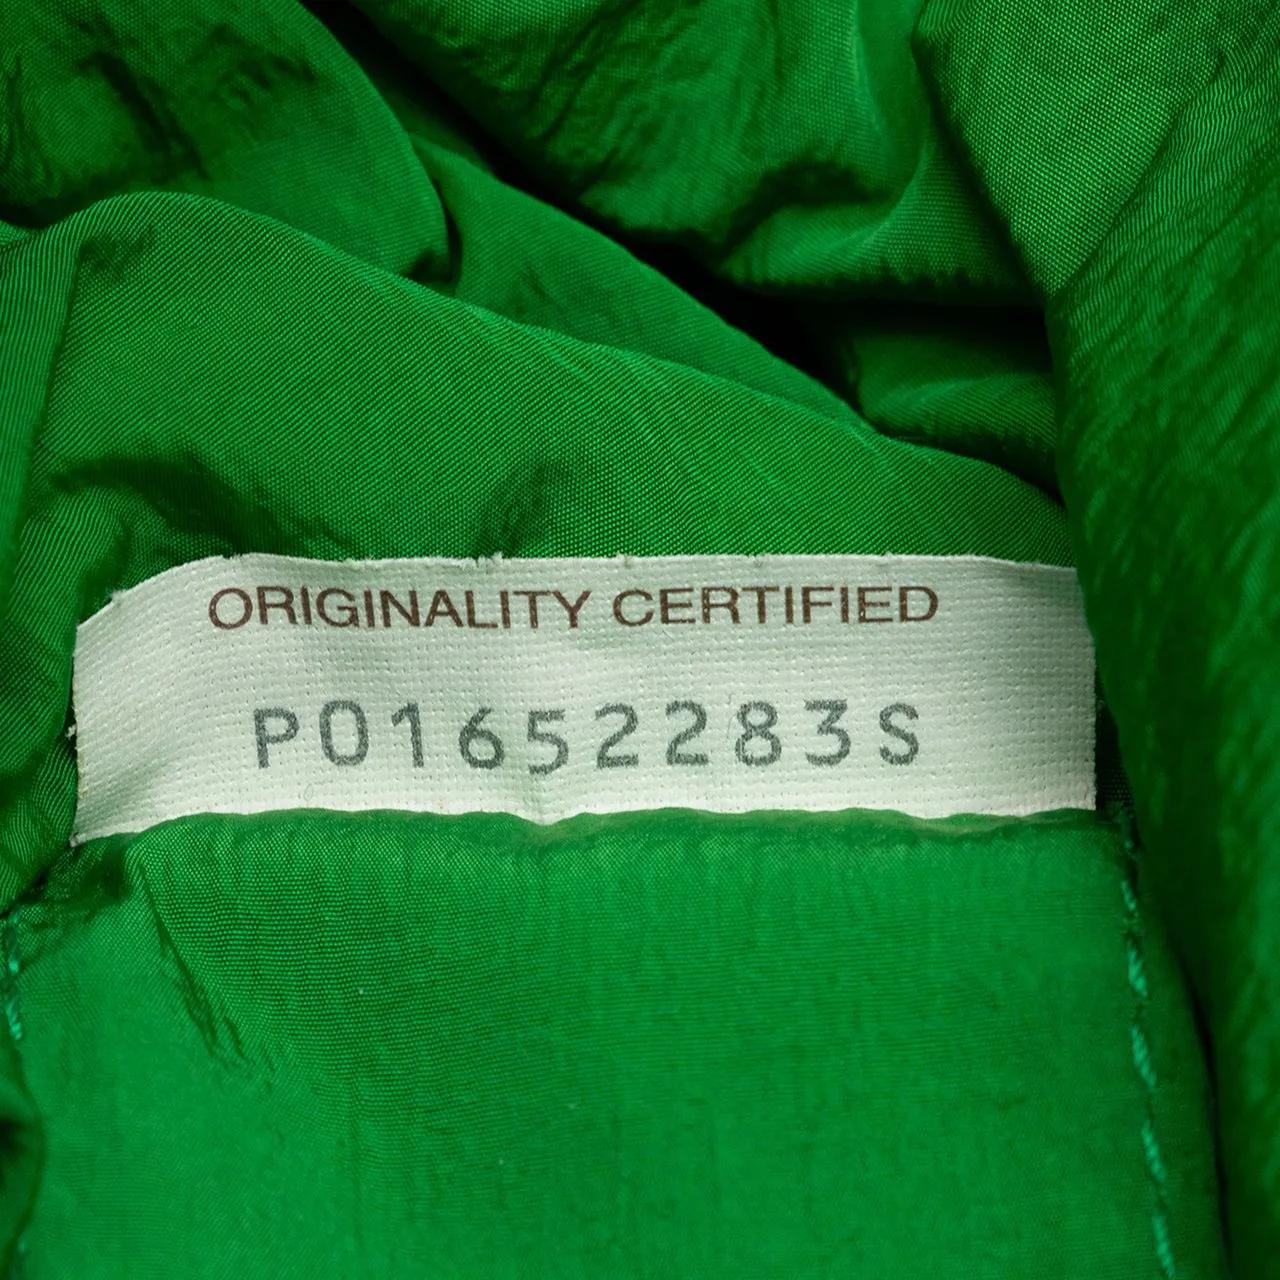 ORIGINALITY CERTIFIED
P01652283S